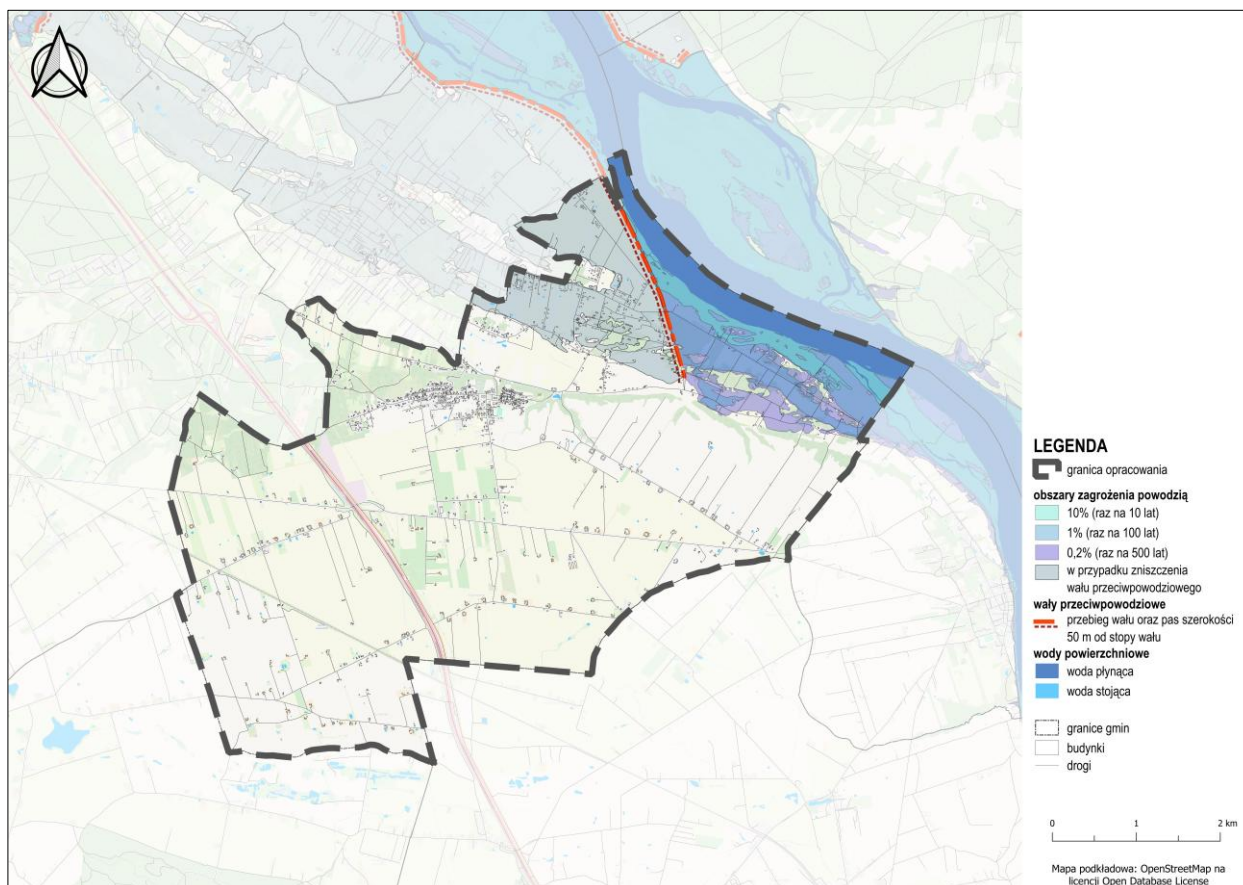 LEGENDA
granica opracowania
obszary zagrożenia powodzią
10% (raz na 10 lat)
1% (raz na 100 lat)
0,2% (raz na 500 lat)
w przypadku zniszczenia
wału przeciwpowodziowego
wały przeciwpowodziowe
przebieg wału oraz pas szerokości
50 m od stopy wału
wody powierzchniowe
woda płynąca
woda stojąca
granice gmin
budynki
drogi
0 1 2 km
Mapa podkładowa: OpenStreetMap na
licencji Open Database License